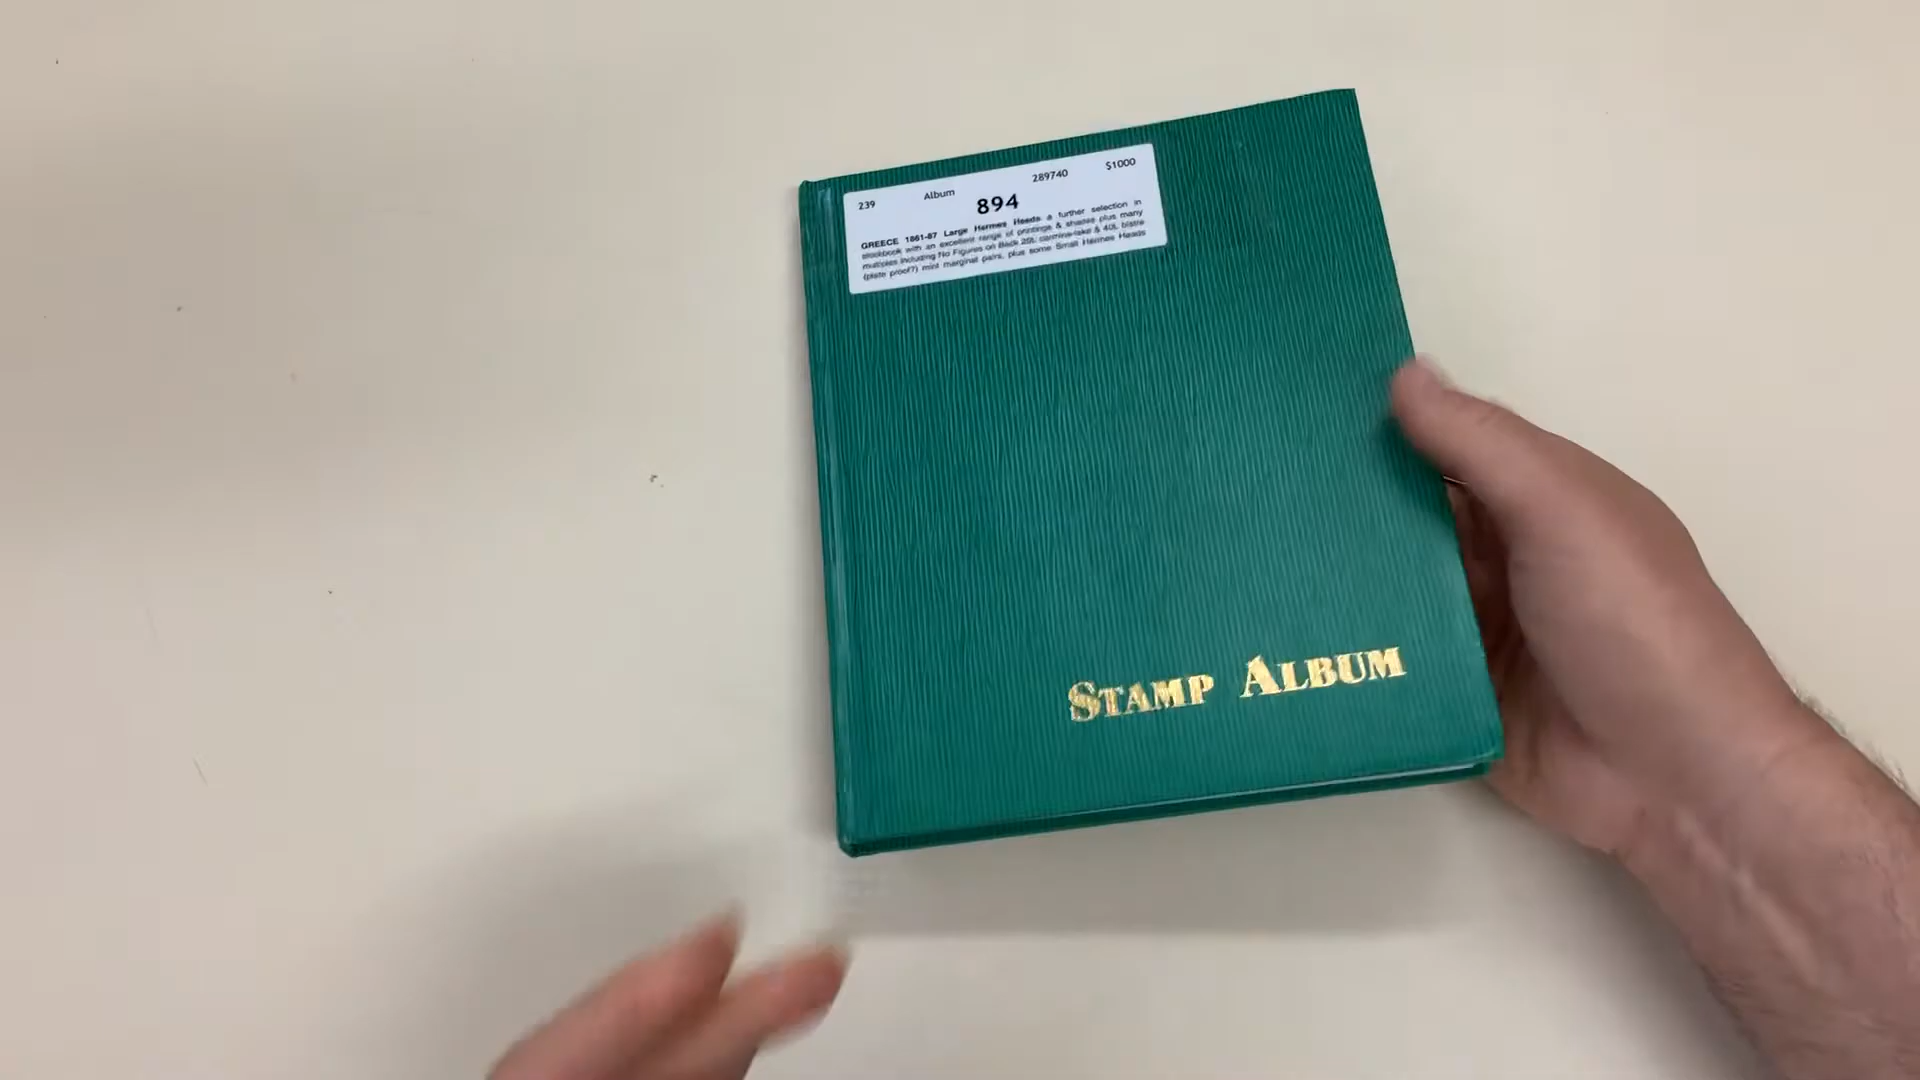 239 Album 289740 $1000
894
GREECE 1861-87 Large Hermes Heads a further selection in
stockbook with an excellent range of printings & shades plus many
multiples including No Figures on Back 20L carmine-lake & 40L bistre
(plate proof?) mint marginal pairs, plus some Small Hermes Heads
STAMP ALBUM